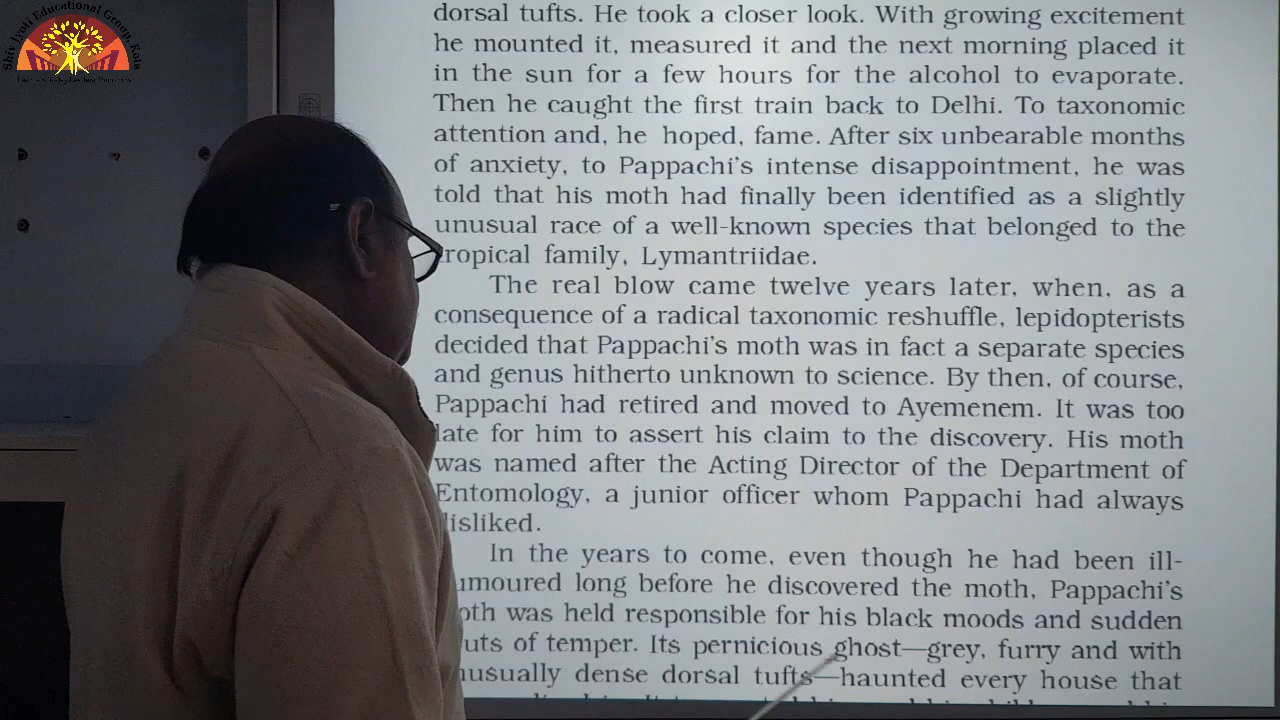 Shiv Jyoti Educational Group, Kota
dorsal tufts. He took a closer look. With growing excitement
he mounted it, measured it and the next morning placed it
in the sun for a few hours for the alcohol to evaporate.
Then he caught the first train back to Delhi. To taxonomic
attention and, he hoped, fame. After six unbearable months
of anxiety, to Pappachi's intense disappointment, he was
told that his moth had finally been identified as a slightly
unusual race of a well-known species that belonged to the
ropical family, Lymantriidae.
The real blow came twelve years later, when, as a
consequence of a radical taxonomic reshuffle, lepidopterists
decided that Pappachi's moth was in fact a separate species
and genus hitherto unknown to science. By then, of course,
Pappachi had retired and moved to Ayemenem. It was too
late for him to assert his claim to the discovery. His moth
was named after the Acting Director of the Department of
Entomology, a junior officer whom Pappachi had always
isliked.
In the years to come, even though he had been ill-
umoured long before he discovered the moth, Pappachi's
oth was held responsible for his black moods and sudden
uts of temper. Its pernicious ghost—grey, furry and with
nusually dense dorsal tufts—haunted every house that